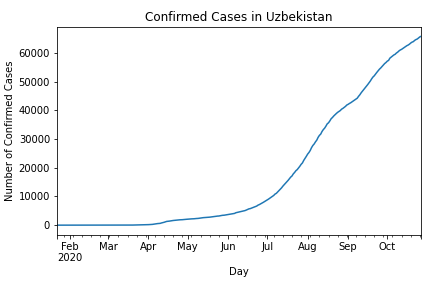 Confirmed Cases in Uzbekistan
Number of Confirmed Cases
60000
50000
40000
30000
20000
10000
0
Feb Mar Apr May Jun Jul Aug Sep Oct
2020
Day